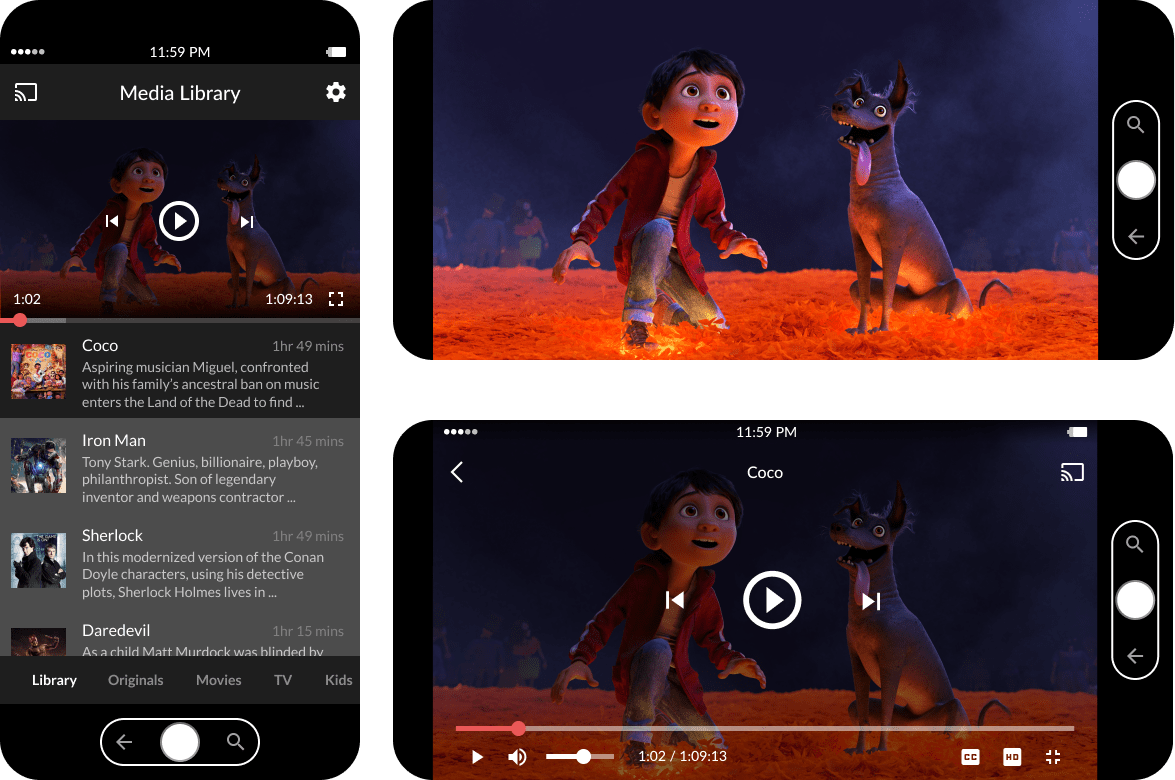 11:59 PM
Media Library
1:02
1:09:13
Coco
1hr 49 mins
Aspiring musician Miguel, confronted
with his family’s ancestral ban on music
enters the Land of the Dead to find ...
Iron Man
1hr 45 mins
Tony Stark. Genius, billionaire, playboy,
philanthropist. Son of legendary
inventor and weapons contractor ...
Sherlock
1hr 49 mins
In this modernized version of the Conan
Doyle characters, using his detective
plots, Sherlock Holmes lives in ...
Daredevil
1hr 15 mins
As a child Matt Murdock was blinded by
Library
Originals
Movies
TV
Kids
11:59 PM
Coco
1:02 / 1:09:13
CC
HD